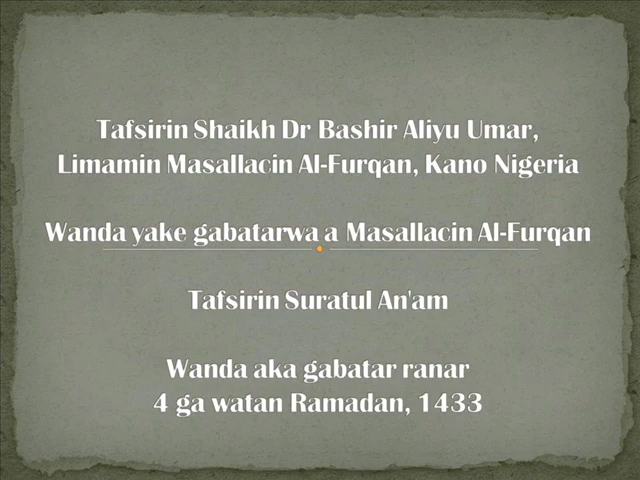 Tafsirin Shaikh Dr Bashir Aliyu Umar,
Limamin Masallacin Al-Furqan, Kano Nigeria
Wanda yake gabatarwa a Masallacin Al-Furqan
Tafsirin Suratul An'am
Wanda aka gabatar ranar
4 ga watan Ramadan, 1433